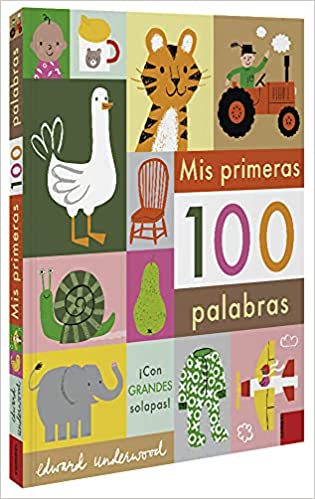 Mis primeras
100
palabras
¡Con
GRANDES
solapas!
edward underwood
Mis primeras 100 palabras
edward
underwood